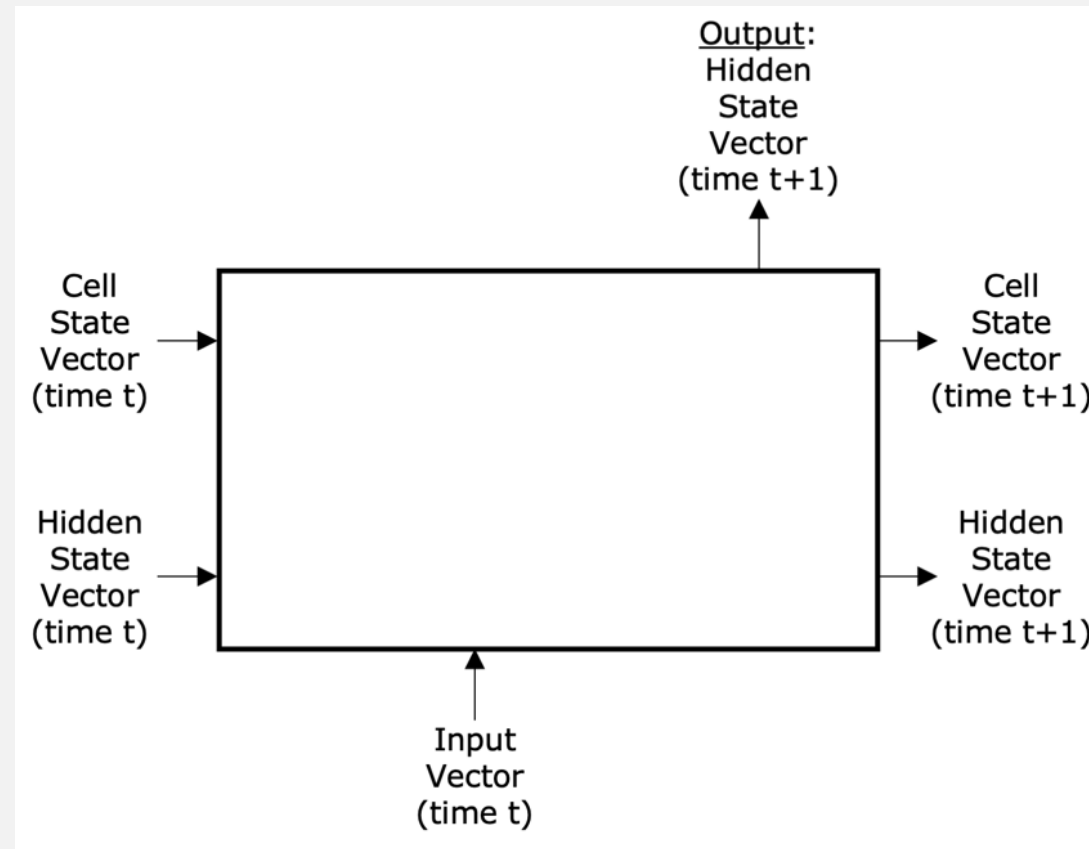 Output:
Hidden
State
Vector
(time t+1)
Cell
State
Vector
(time t)
Cell
State
Vector
(time t+1)
Hidden
State
Vector
(time t)
Hidden
State
Vector
(time t+1)
Input
Vector
(time t)